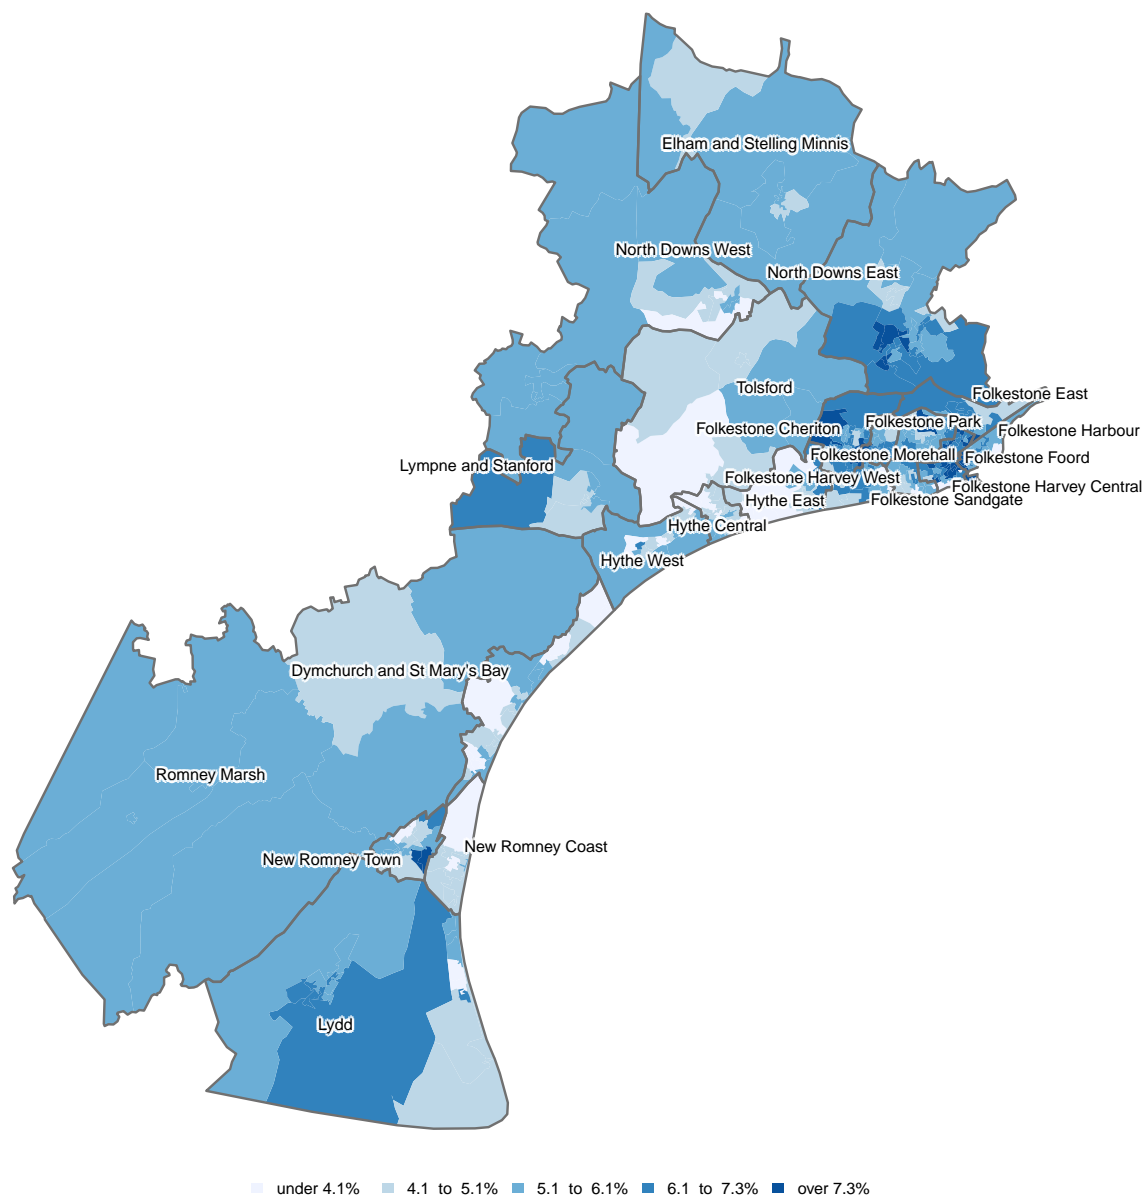 Elham and Stelling Minnis
North Downs West
North Downs East
Tolsford
Folkestone East
Folkestone Cheriton
Folkestone Park
Folkestone Harbour
Folkestone Morehall
Folkestone Foord
Lympne and Stanford
Folkestone Harvey West
Folkestone Harvey Central
Hythe East
Folkestone Sandgate
Hythe Central
Hythe West
Dymchurch and St Mary's Bay
Romney Marsh
New Romney Coast
New Romney Town
Lydd
under 4.1% 4.1 to 5.1% 5.1 to 6.1% 6.1 to 7.3% over 7.3%